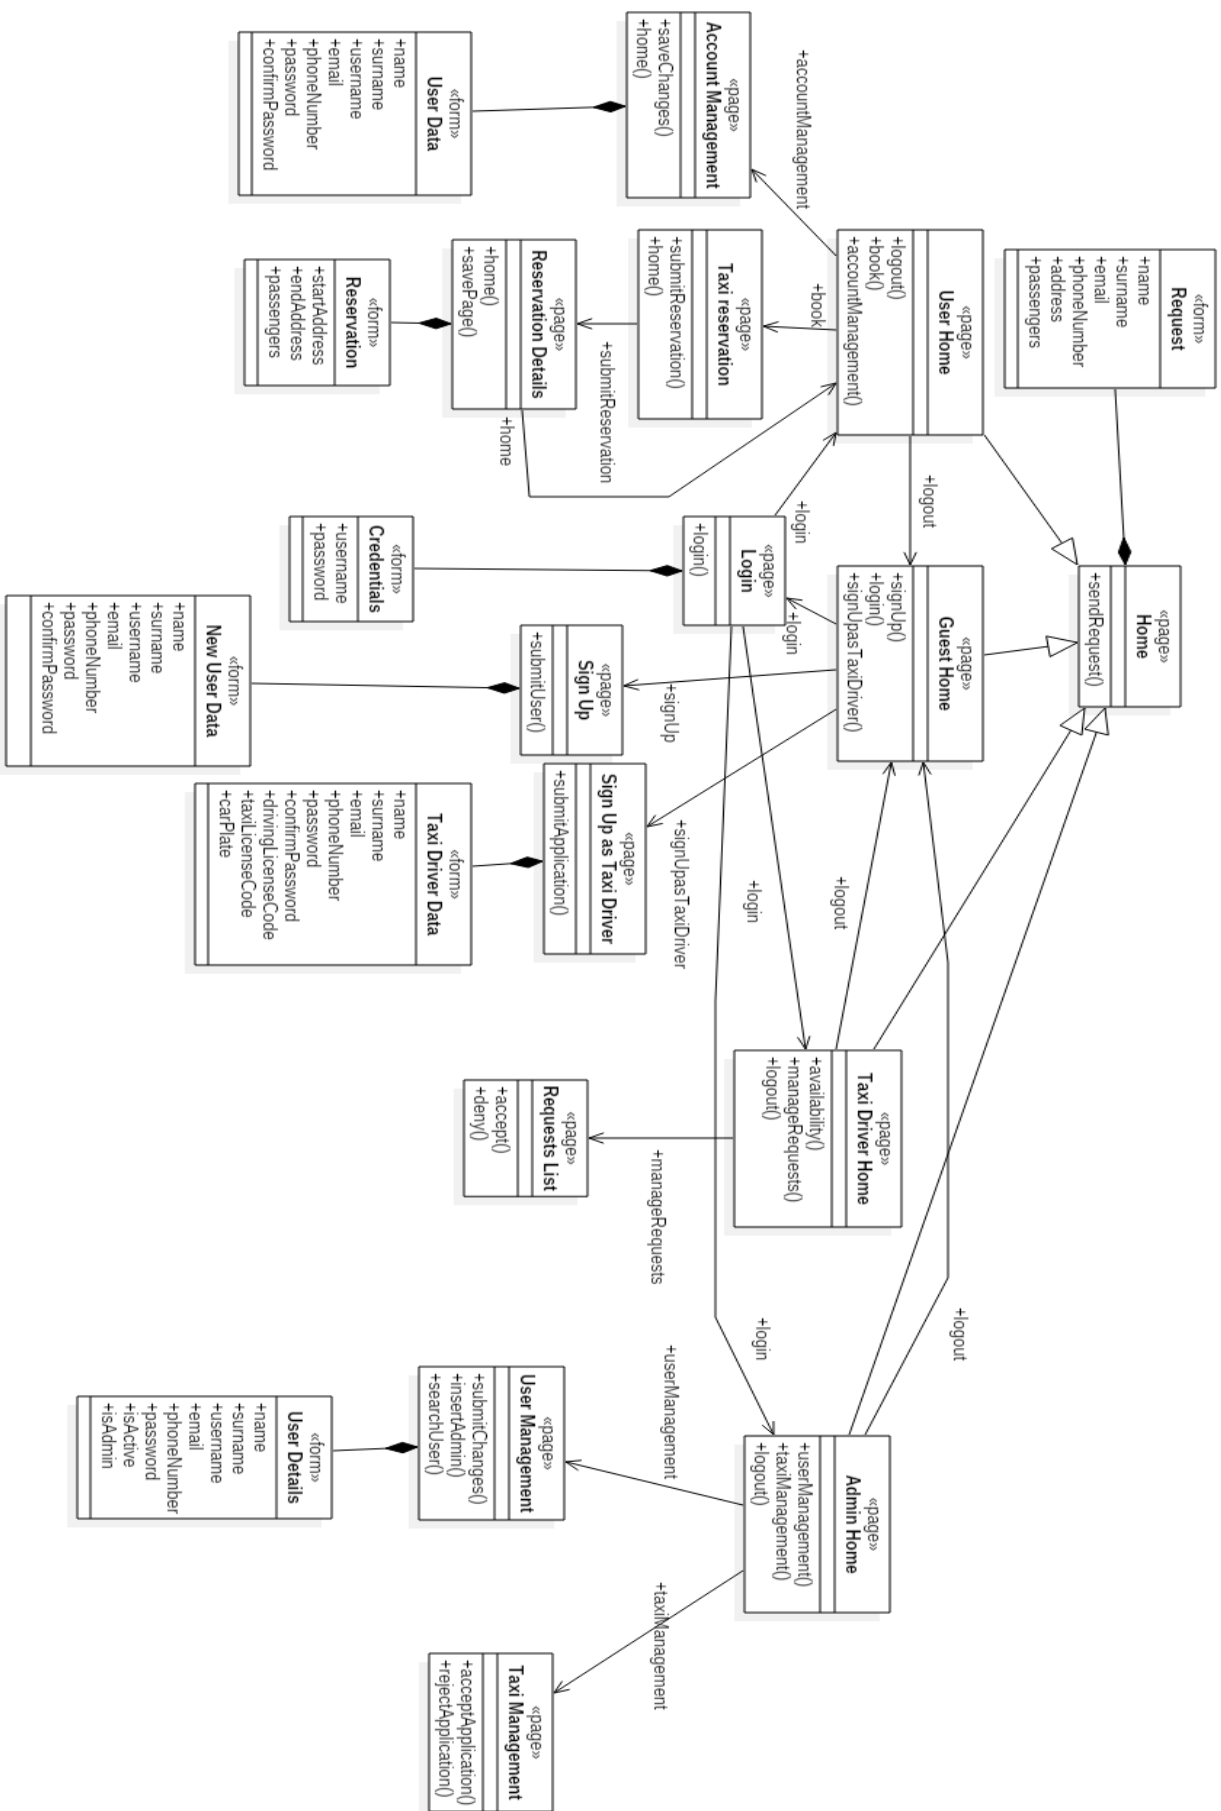 «form»
Request
+name
+surname
+email
+phoneNumber
+address
+passengers
«page»
Home
+sendRequest()
«page»
User Home
+logout()
+book()
+accountManagement()
+logout
«page»
Guest Home
+signUp()
+login()
+signUpasTaxiDriver()
+logout
+logout
«page»
Taxi Driver Home
+availability()
+manageRequests()
+logout()
«page»
Admin Home
+userManagement()
+taxiManagement()
+logout()
+accountManagement
+book
+login
+login
+login
+login
«page»
Account Management
+saveChanges()
+home()
«page»
Taxi reservation
+submitReservation()
+home()
«page»
Login
+login()
+signUp
+signUpasTaxiDriver
+manageRequests
+userManagement
+taxiManagement
+submitReservation
«page»
Sign Up
+submitUser()
«page»
Sign Up as Taxi Driver
+submitApplication()
«page»
Requests List
+accept()
+deny()
«page»
User Management
+submitChanges()
+insertAdmin()
+searchUser()
«page»
Taxi Management
+acceptApplication()
+rejectApplication()
«page»
Reservation Details
+home()
+savePage()
+home
«form»
User Data
+name
+surname
+username
+email
+phoneNumber
+password
+confirmPassword
«form»
Reservation
+startAddress
+endAddress
+passengers
«form»
Credentials
+username
+password
«form»
New User Data
+name
+surname
+username
+email
+phoneNumber
+password
+confirmPassword
«form»
Taxi Driver Data
+name
+surname
+email
+phoneNumber
+password
+confirmPassword
+drivingLicenseCode
+taxiLicenseCode
+carPlate
«form»
User Details
+name
+surname
+username
+email
+phoneNumber
+password
+isActive
+isAdmin